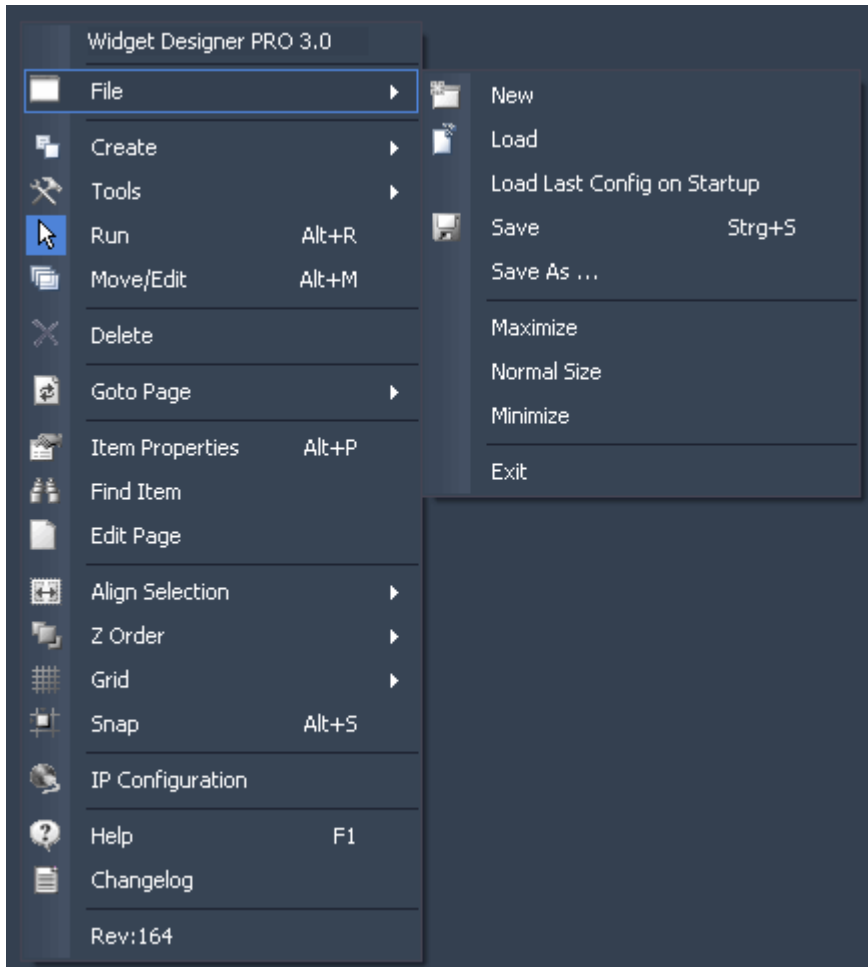 Widget Designer PRO 3.0
File
Create
Tools
Run Alt+R
Move/Edit Alt+M
Delete
Goto Page
Item Properties Alt+P
Find Item
Edit Page
Align Selection
Z Order
Grid
Snap Alt+S
IP Configuration
Help F1
Changelog
Rev:164
New
Load
Load Last Config on Startup
Save Strg+S
Save As ...
Maximize
Normal Size
Minimize
Exit